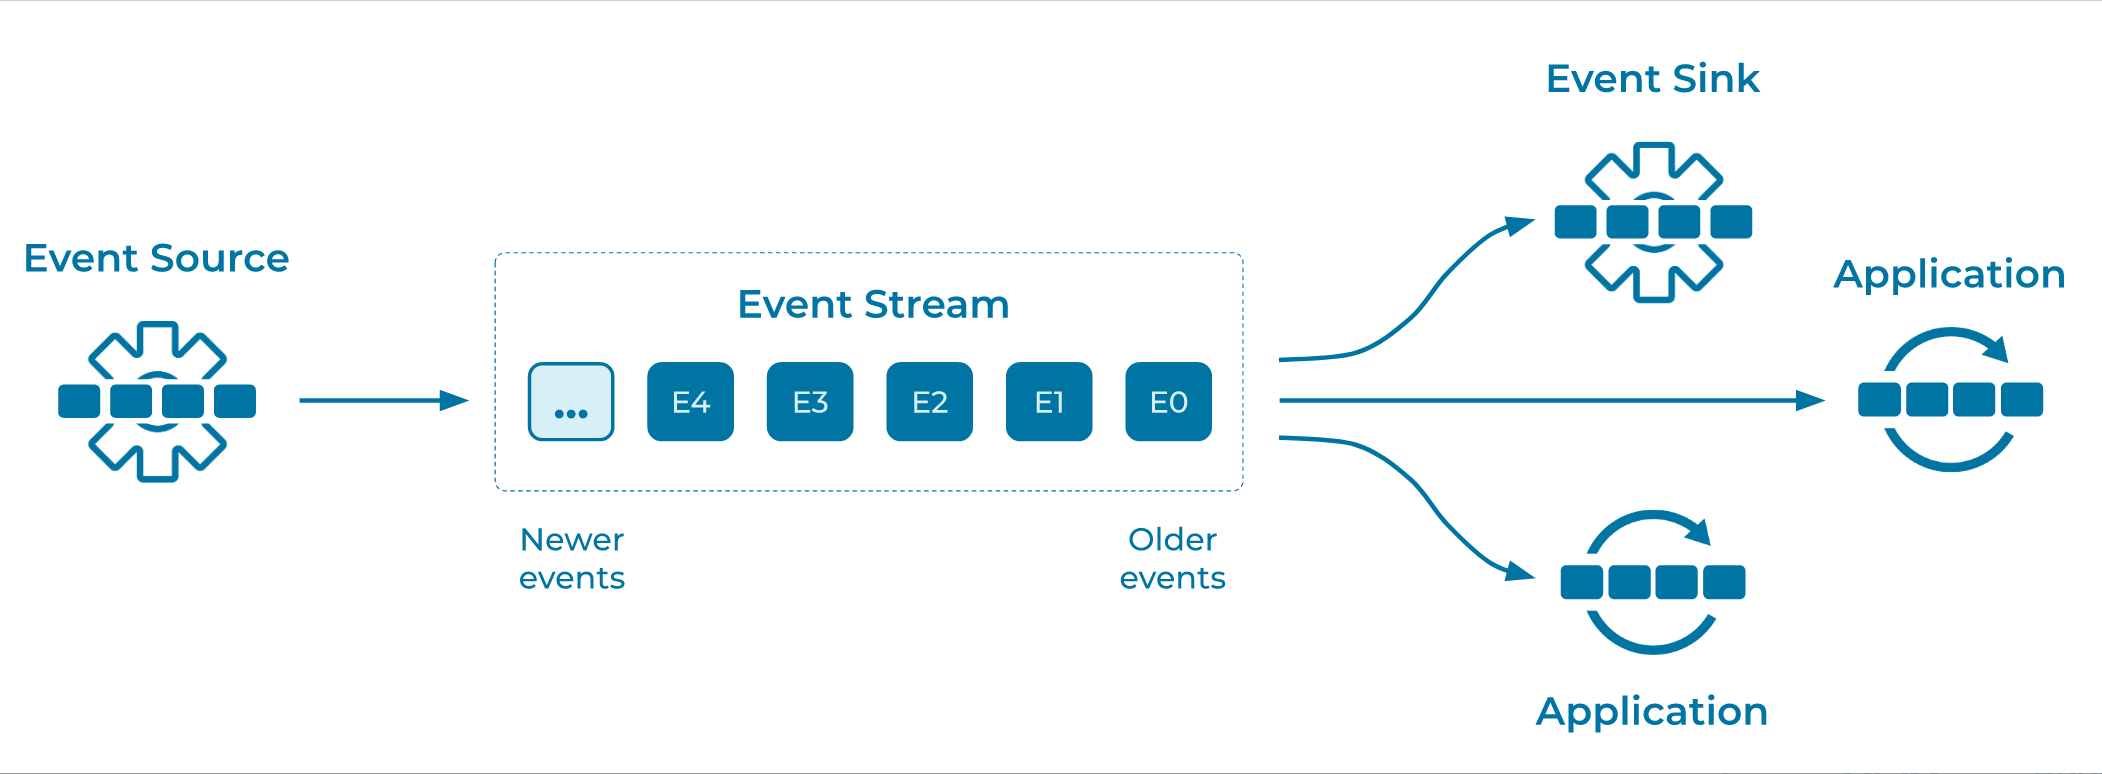 Event Source
Event Stream
...
E4
E3
E2
E1
E0
Newer
events
Older
events
Event Sink
Application
Application